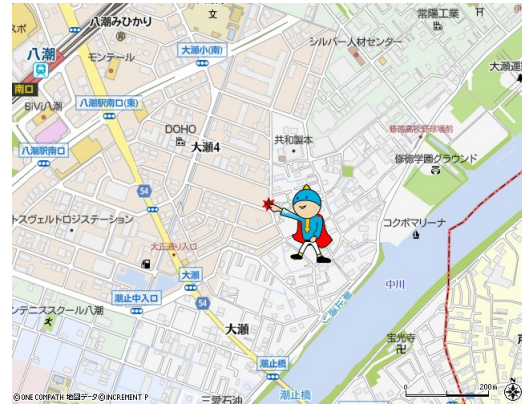 常陽工業
八潮みひかり
文
シルバー人材センター
八潮
モンテール
大瀬小(南)
大瀬運
南口
BiVi八潮
八潮駅南口(東)
DOHO
共和製本
修徳高校野球場前
八潮駅南口
大瀬4
修徳学園グラウンド
54
トスヴェルトロジステーション
コクボマリーナ
大正通り入口
中川
大瀬
潮止中入口
54
ンテニススクール八潮
大瀬
宝光寺
潮止橋
潮止橋
三愛石油
200m
©ONE COMPATH 地図データ©INCREMENT P